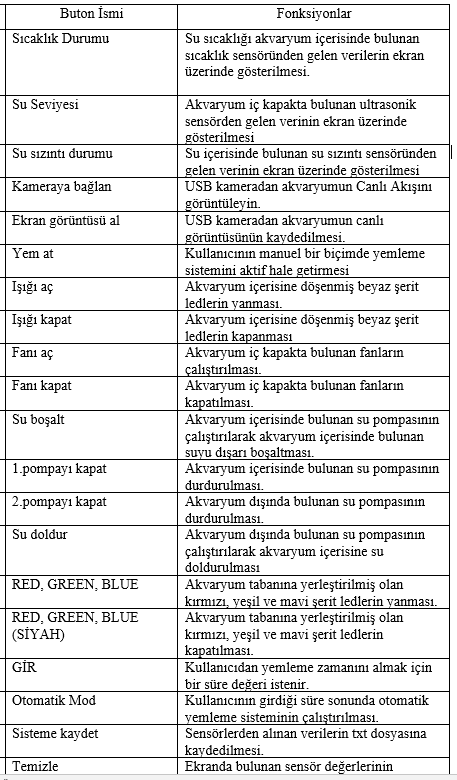 Buton İsmi Fonksiyonlar
Sıcaklık Durumu Su sıcaklığı akvaryum içerisinde bulunan
sıcaklık sensöründen gelen verilerin ekran
üzerinde gösterilmesi.
Su Seviyesi Akvaryum iç kapakta bulunan ultrasonik
sensörden gelen verinin ekran üzerinde
gösterilmesi
Su sızıntı durumu Su içerisinde bulunan su sızıntı sensöründen
gelen verinin ekran üzerinde gösterilmesi
Kameraya bağlan USB kameradan akvaryumun Canlı Akışını
görüntüleyin.
Ekran görüntüsü al USB kameradan akvaryumun canlı
görüntüsünün kaydedilmesi.
Yem at Kullanıcının manuel bir biçimde yemleme
sistemini aktif hale getirmesi
Işığı aç Akvaryum içerisine döşenmiş beyaz şerit
ledlerin yanması.
Işığı kapat Akvaryum içerisine döşenmiş beyaz şerit
ledlerin kapanması
Fanı aç Akvaryum iç kapakta bulunan fanların
çalıştırılması.
Fanı kapat Akvaryum iç kapakta bulunan fanların
kapatılması.
Su boşalt Akvaryum içerisinde bulunan su pompasının
çalıştırılarak akvaryum içerisinde bulunan
suyu dışarı boşaltması.
1.pompayı kapat Akvaryum içerisinde bulunan su pompasının
durdurulması.
2.pompayı kapat Akvaryum dışında bulunan su pompasının
durdurulması.
Su doldur Akvaryum dışında bulunan su pompasının
çalıştırılarak akvaryum içerisine su
doldurulması
RED, GREEN, BLUE Akvaryum tabanına yerleştirilmiş olan
kırmızı, yeşil ve mavi şerit ledlerin yanması.
RED, GREEN, BLUE Akvaryum tabanına yerleştirilmiş olan
(SİYAH) kırmızı, yeşil ve mavi şerit ledlerin
kapatılması.
GİR Kullanıcıdan yemleme zamanını almak için
bir süre değeri istenir.
Otomatik Mod Kullanıcının girdiği süre sonunda otomatik
yemleme sisteminin çalıştırılması.
Sisteme kaydet Sensörlerden alınan verilerin txt dosyasına
kaydedilmesi.
Temizle Ekranda bulunan sensör değerlerinin